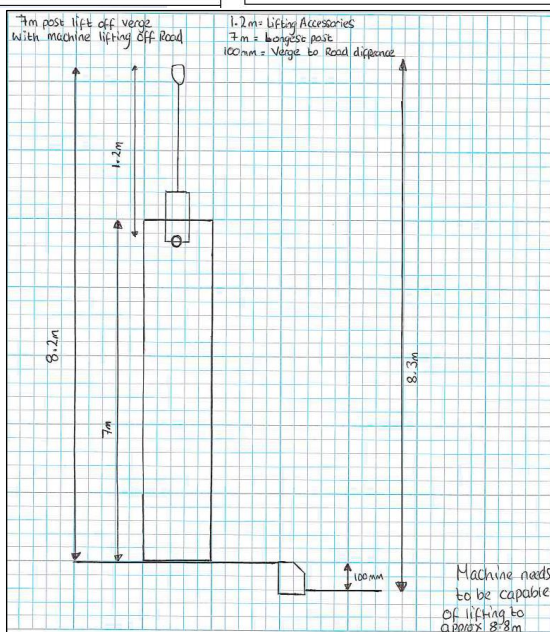 7m post lift off verge
with machine lifting off Road
1.2m = Lifting Accessories
7m = Longest post
100mm = Verge to Road diffrance
1.2m
8.2m
7m
8.3m
100mm
Machine needs
to be capable
of lifting to
approx 8.8m